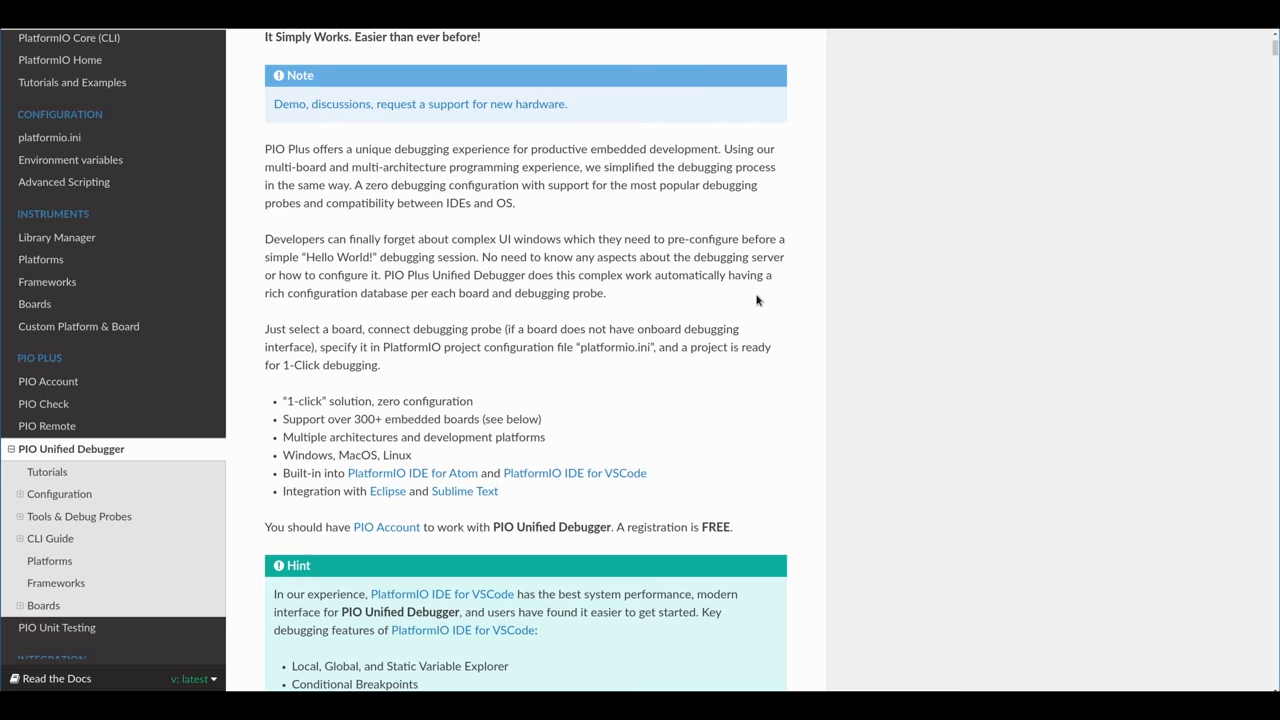 PlatformIO Core (CLI)
PlatformIO Home
Tutorials and Examples
CONFIGURATION
platformio.ini
Environment variables
Advanced Scripting
INSTRUMENTS
Library Manager
Platforms
Frameworks
Boards
Custom Platform & Board
PIO PLUS
PIO Account
PIO Check
PIO Remote
PIO Unified Debugger
Tutorials
Configuration
Tools & Debug Probes
CLI Guide
Platforms
Frameworks
Boards
PIO Unit Testing
INTEGRATION
Read the Docs
v: latest
It Simply Works. Easier than ever before!
Note
Demo, discussions, request a support for new hardware.
PIO Plus offers a unique debugging experience for productive embedded development. Using our
multi-board and multi-architecture programming experience, we simplified the debugging process
in the same way. A zero debugging configuration with support for the most popular debugging
probes and compatibility between IDEs and OS.
Developers can finally forget about complex UI windows which they need to pre-configure before a
simple “Hello World!” debugging session. No need to know any aspects about the debugging server
or how to configure it. PIO Plus Unified Debugger does this complex work automatically having a
rich configuration database per each board and debugging probe.
Just select a board, connect debugging probe (if a board does not have onboard debugging
interface), specify it in PlatformIO project configuration file “platformio.ini”, and a project is ready
for 1-Click debugging.
• “1-click” solution, zero configuration
• Support over 300+ embedded boards (see below)
• Multiple architectures and development platforms
• Windows, MacOS, Linux
• Built-in into PlatformIO IDE for Atom and PlatformIO IDE for VSCode
• Integration with Eclipse and Sublime Text
You should have PIO Account to work with PIO Unified Debugger. A registration is FREE.
Hint
In our experience, PlatformIO IDE for VSCode has the best system performance, modern
interface for PIO Unified Debugger, and users have found it easier to get started. Key
debugging features of PlatformIO IDE for VSCode:
• Local, Global, and Static Variable Explorer
• Conditional Breakpoints